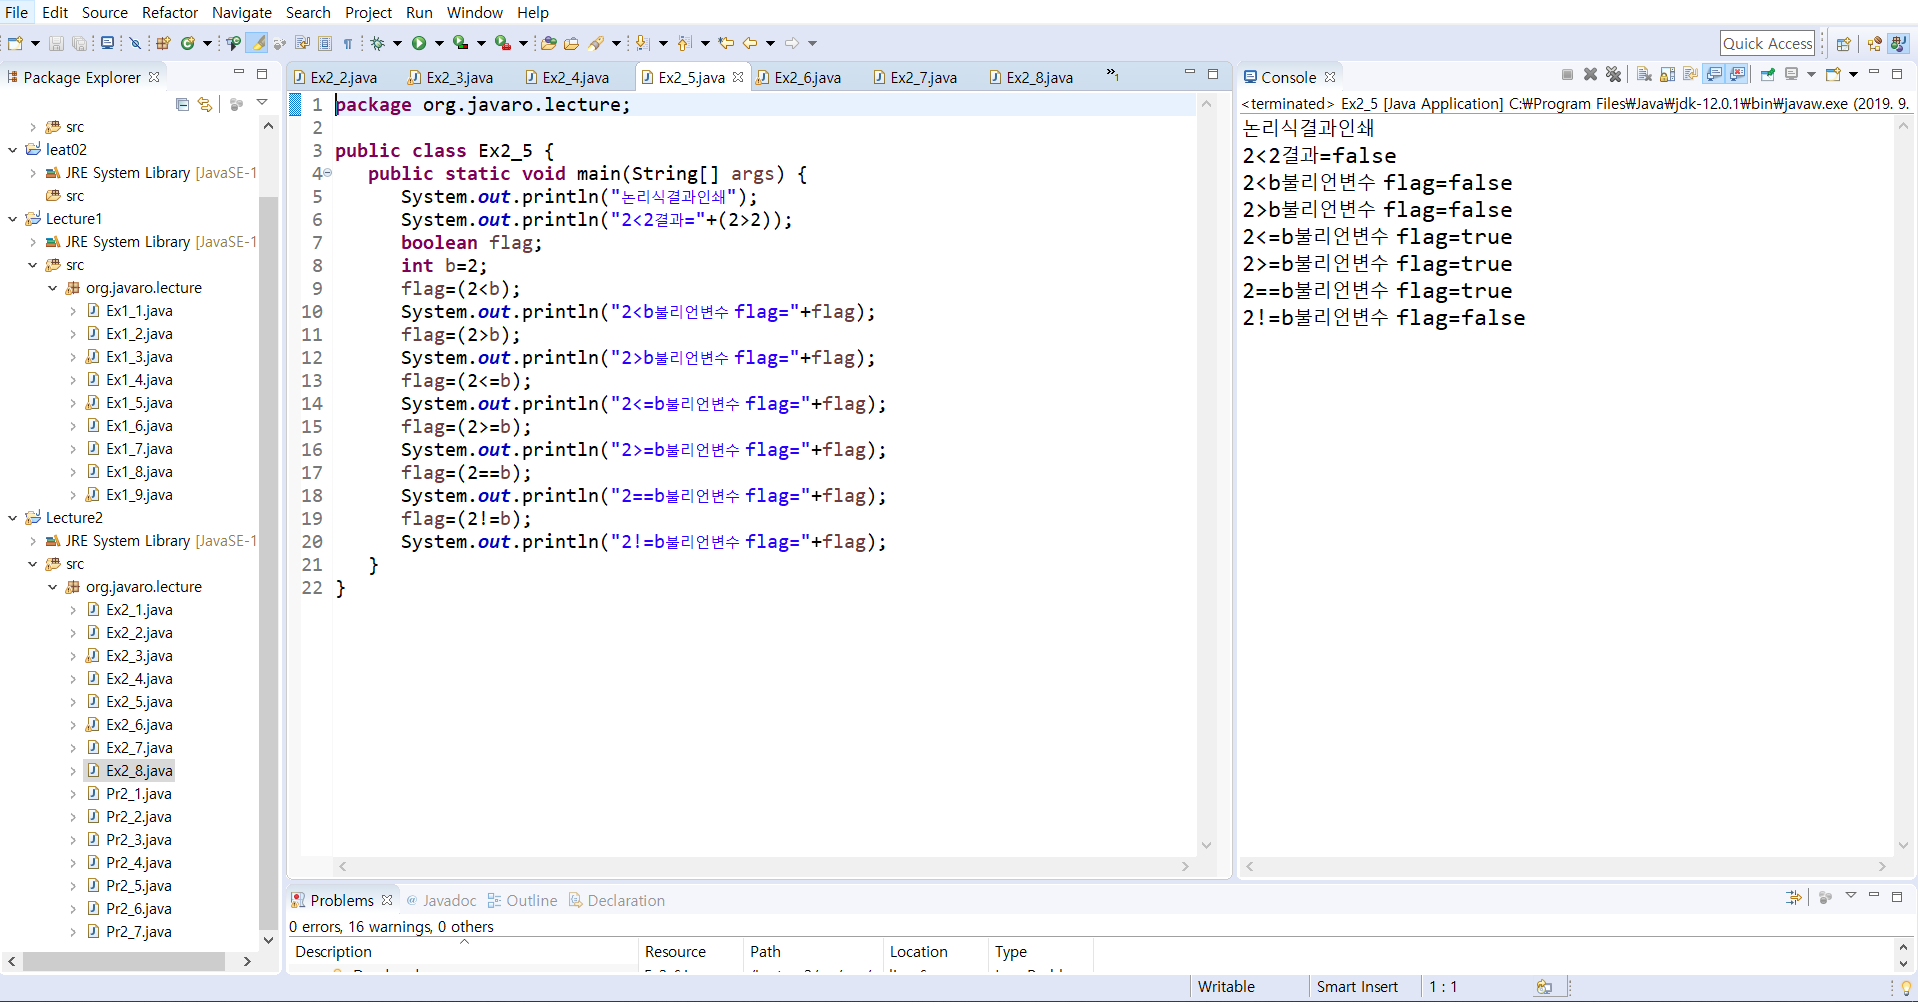 File Edit Source Refactor Navigate Search Project Run Window Help
Quick Access
Package Explorer
src
leat02
JRE System Library [JavaSE-1
src
Lecture1
JRE System Library [JavaSE-1
src
org.javaro.lecture
Ex1_1.java
Ex1_2.java
Ex1_3.java
Ex1_4.java
Ex1_5.java
Ex1_6.java
Ex1_7.java
Ex1_8.java
Ex1_9.java
Lecture2
JRE System Library [JavaSE-1
src
org.javaro.lecture
Ex2_1.java
Ex2_2.java
Ex2_3.java
Ex2_4.java
Ex2_5.java
Ex2_6.java
Ex2_7.java
Ex2_8.java
Pr2_1.java
Pr2_2.java
Pr2_3.java
Pr2_4.java
Pr2_5.java
Pr2_6.java
Pr2_7.java
Ex2_2.java Ex2_3.java Ex2_4.java Ex2_5.java Ex2_6.java Ex2_7.java Ex2_8.java »1
1 package org.javaro.lecture;
2
3 public class Ex2_5 {
4 public static void main(String[] args) {
5 System.out.println("논리식결과인쇄");
6 System.out.println("2<2결과="+(2>2));
7 boolean flag;
8 int b=2;
9 flag=(2<b);
10 System.out.println("2<b불리언변수 flag="+flag);
11 flag=(2>b);
12 System.out.println("2>b불리언변수 flag="+flag);
13 flag=(2<=b);
14 System.out.println("2<=b불리언변수 flag="+flag);
15 flag=(2>=b);
16 System.out.println("2>=b불리언변수 flag="+flag);
17 flag=(2==b);
18 System.out.println("2==b불리언변수 flag="+flag);
19 flag=(2!=b);
20 System.out.println("2!=b불리언변수 flag="+flag);
21 }
22 }
Console
<terminated> Ex2_5 [Java Application] C:₩Program Files₩Java₩jdk-12.0.1₩bin₩javaw.exe (2019. 9.
논리식결과인쇄
2<2결과=false
2<b불리언변수 flag=false
2>b불리언변수 flag=false
2<=b불리언변수 flag=true
2>=b불리언변수 flag=true
2==b불리언변수 flag=true
2!=b불리언변수 flag=false
Problems @ Javadoc Outline Declaration
0 errors, 16 warnings, 0 others
Description Resource Path Location Type
Writable Smart Insert 1 : 1